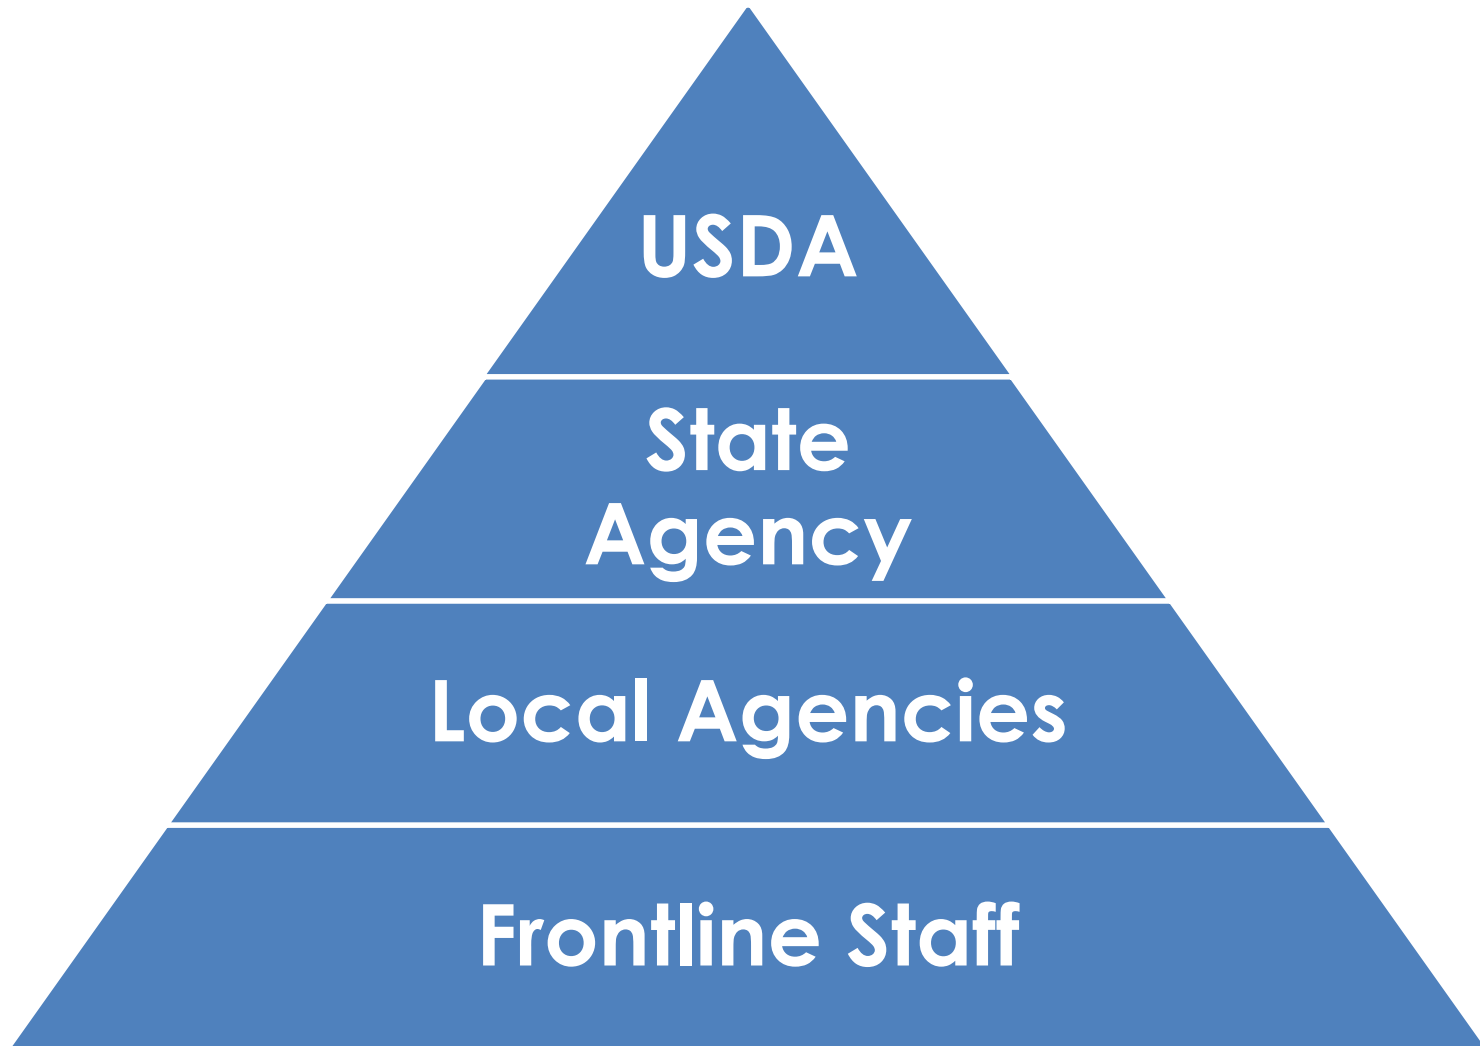 USDA
State
Agency
Local Agencies
Frontline Staff